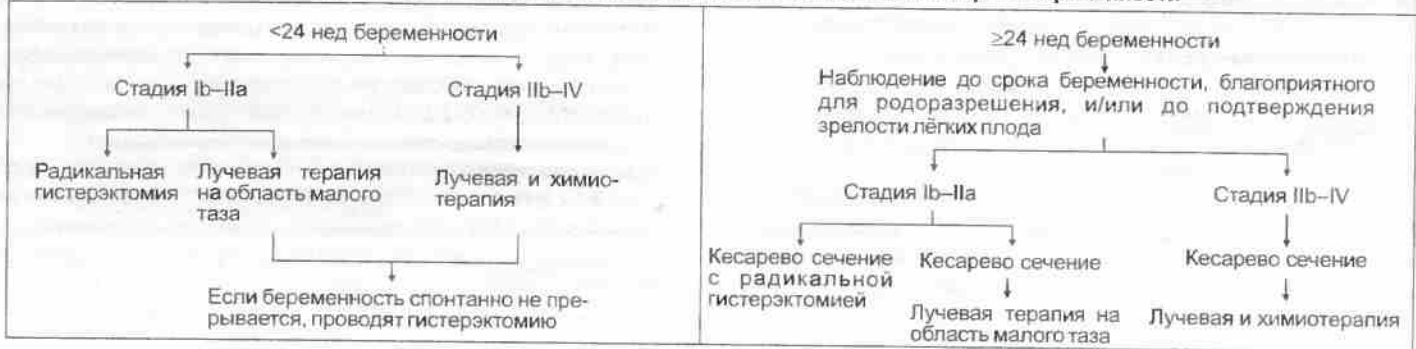 <24 нед беременности
Стадия Ib–IIa
Стадия IIb–IV
Радикальная
гистерэктомия
Лучевая терапия
на область малого
таза
Лучевая и химио-
терапия
Если беременность спонтанно не пре-
рывается, проводят гистерэктомию
≥24 нед беременности
Наблюдение до срока беременности, благоприятного
для родоразрешения, и/или до подтверждения
зрелости лёгких плода
Стадия Ib–IIa
Стадия IIb–IV
Кесарево сечение
с радикальной
гистерэктомией
Кесарево сечение
Лучевая терапия на
область малого таза
Кесарево сечение
Лучевая и химиотерапия